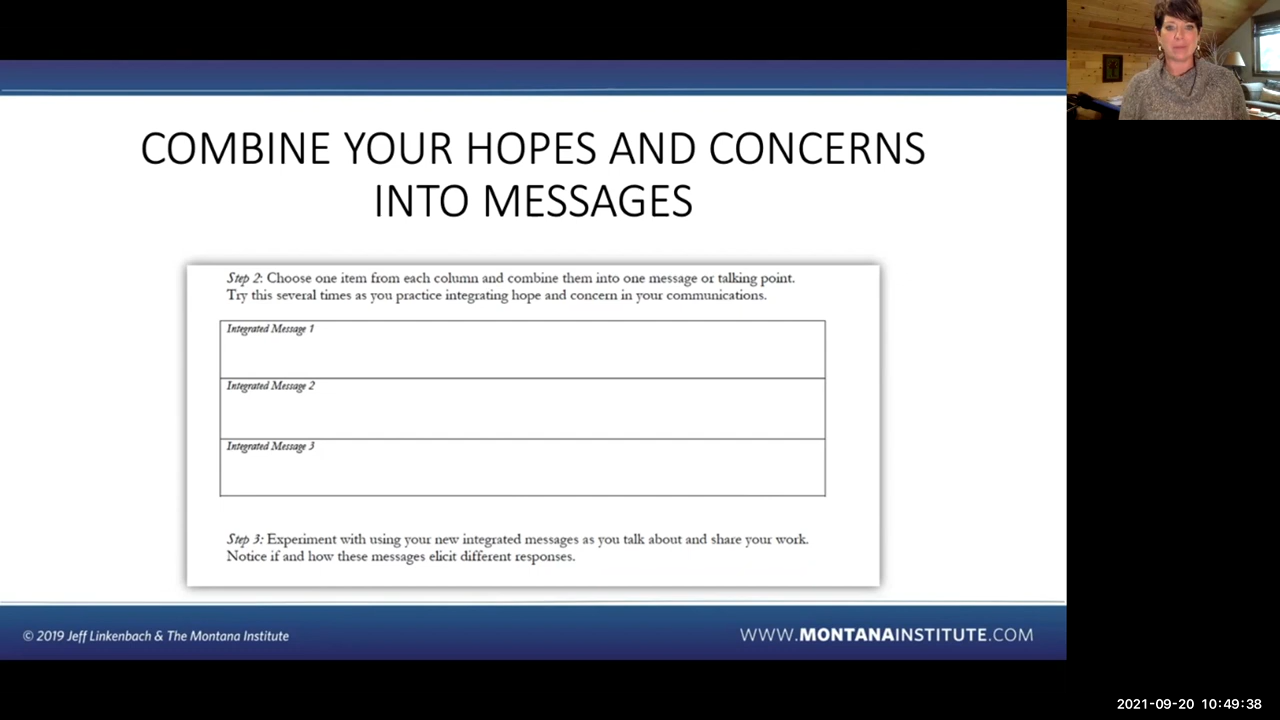 COMBINE YOUR HOPES AND CONCERNS
INTO MESSAGES
Step 2: Choose one item from each column and combine them into one message or talking point.
Try this several times as you practice integrating hope and concern in your communications.
Integrated Message 1
Integrated Message 2
Integrated Message 3
Step 3: Experiment with using your new integrated messages as you talk about and share your work.
Notice if and how these messages elicit different responses.
© 2019 Jeff Linkenbach & The Montana Institute
WWW.MONTANAINSTITUTE.COM
2021-09-20 10:49:38